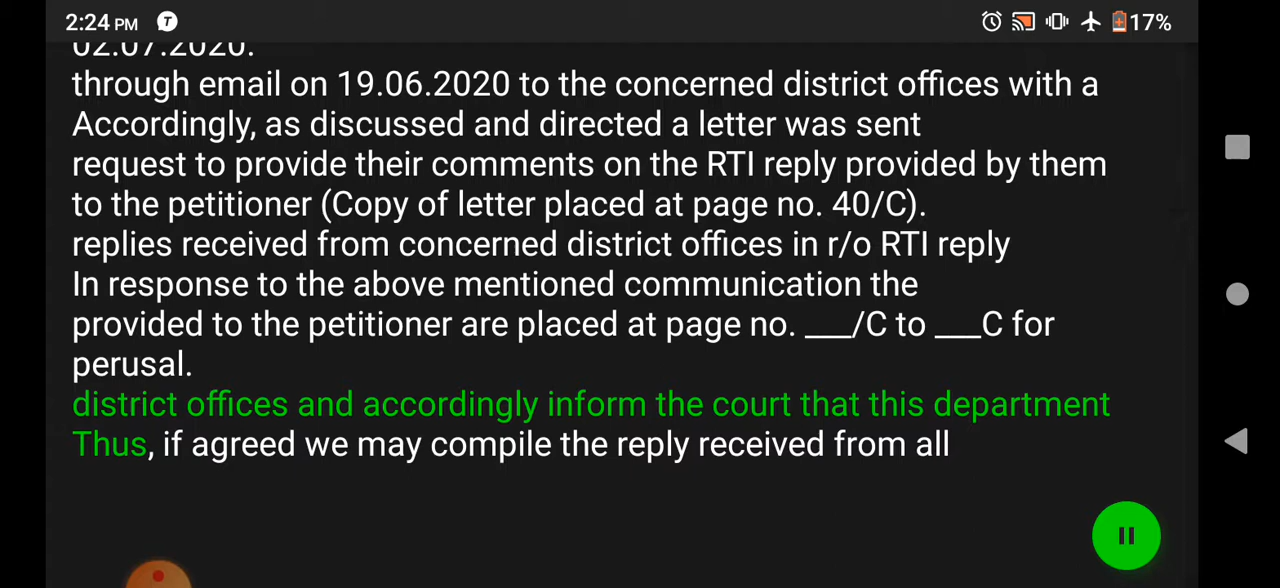 2:24 PM
17%
02.07.2020.
through email on 19.06.2020 to the concerned district offices with a
Accordingly, as discussed and directed a letter was sent
request to provide their comments on the RTI reply provided by them
to the petitioner (Copy of letter placed at page no. 40/C).
replies received from concerned district offices in r/o RTI reply
In response to the above mentioned communication the
provided to the petitioner are placed at page no. ___/C to ___C for
perusal.
district offices and accordingly inform the court that this department
Thus, if agreed we may compile the reply received from all